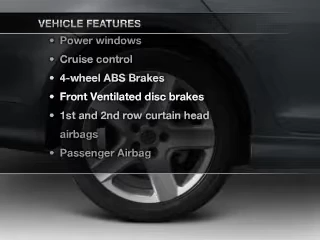 VEHICLE FEATURES
• Power windows
• Cruise control
• 4-wheel ABS Brakes
• Front Ventilated disc brakes
• 1st and 2nd row curtain head
airbags
• Passenger Airbag